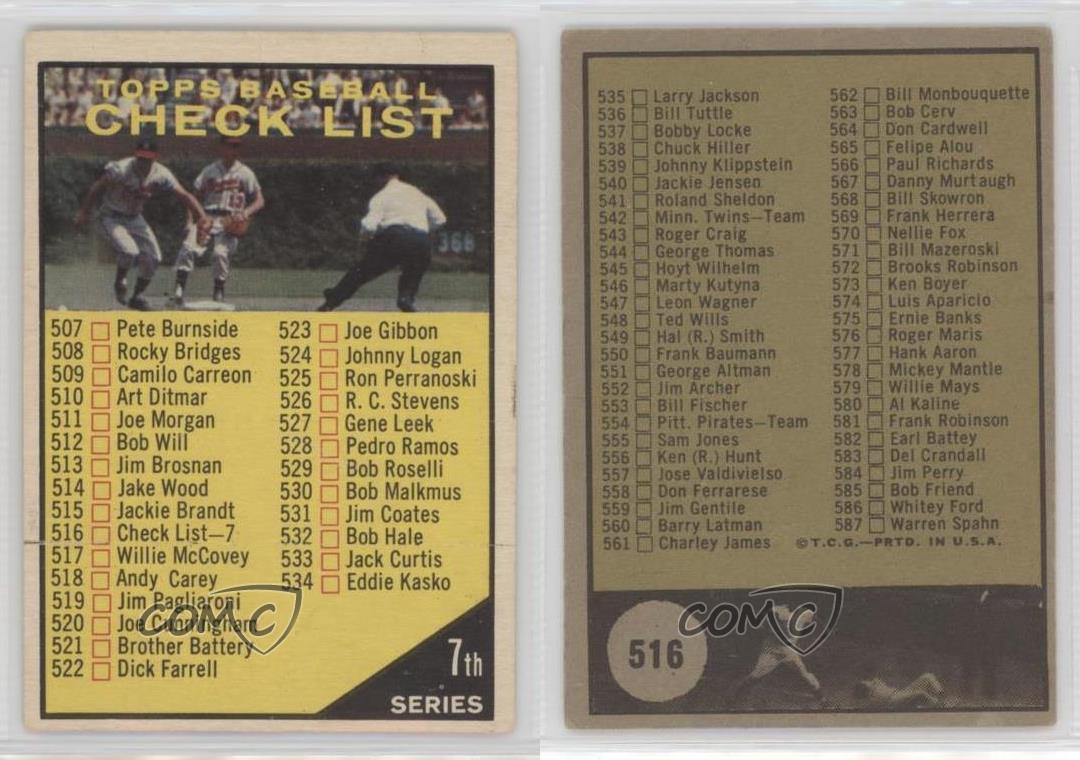 TOPPS BASEBALL
CHECK LIST
13
368
507 Pete Burnside
508 Rocky Bridges
509 Camilo Carreon
510 Art Ditmar
511 Joe Morgan
512 Bob Will
513 Jim Brosnan
514 Jake Wood
515 Jackie Brandt
516 Check List—7
517 Willie McCovey
518 Andy Carey
519 Jim Pagliaroni
520 Joe Cunningham
521 Brother Battery
522 Dick Farrell
523 Joe Gibbon
524 Johnny Logan
525 Ron Perranoski
526 R. C. Stevens
527 Gene Leek
528 Pedro Ramos
529 Bob Roselli
530 Bob Malkmus
531 Jim Coates
532 Bob Hale
533 Jack Curtis
534 Eddie Kasko
7th
SERIES
COMC
535 Larry Jackson
536 Bill Tuttle
537 Bobby Locke
538 Chuck Hiller
539 Johnny Klippstein
540 Jackie Jensen
541 Roland Sheldon
542 Minn. Twins—Team
543 Roger Craig
544 George Thomas
545 Hoyt Wilhelm
546 Marty Kutyna
547 Leon Wagner
548 Ted Wills
549 Hal (R.) Smith
550 Frank Baumann
551 George Altman
552 Jim Archer
553 Bill Fischer
554 Pitt. Pirates—Team
555 Sam Jones
556 Ken (R.) Hunt
557 Jose Valdivielso
558 Don Ferrarese
559 Jim Gentile
560 Barry Latman
561 Charley James
562 Bill Monbouquette
563 Bob Cerv
564 Don Cardwell
565 Felipe Alou
566 Paul Richards
567 Danny Murtaugh
568 Bill Skowron
569 Frank Herrera
570 Nellie Fox
571 Bill Mazeroski
572 Brooks Robinson
573 Ken Boyer
574 Luis Aparicio
575 Ernie Banks
576 Roger Maris
577 Hank Aaron
578 Mickey Mantle
579 Willie Mays
580 Al Kaline
581 Frank Robinson
582 Earl Battey
583 Del Crandall
584 Jim Perry
585 Bob Friend
586 Whitey Ford
587 Warren Spahn
©T.C.G.—PRTD. IN U.S.A.
516
COMC